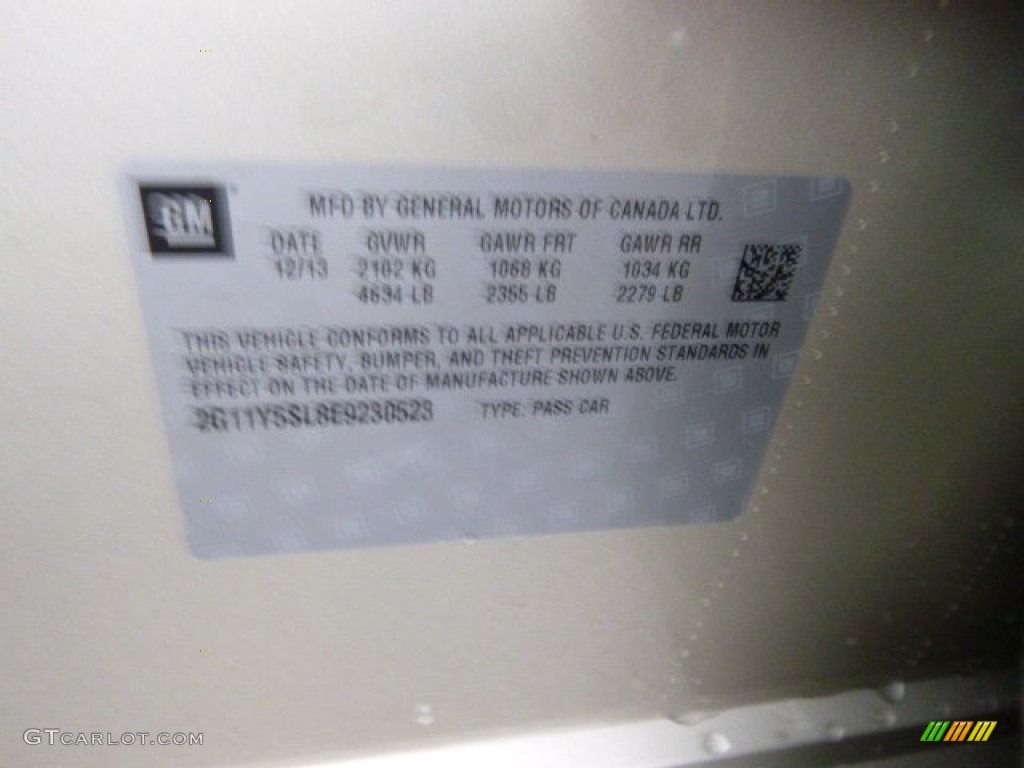 GM
MFD BY GENERAL MOTORS OF CANADA LTD.
DATE GVWR GAWR FRT GAWR RR
12/13 2102 KG 1068 KG 1034 KG
4634 LB 2355 LB 2279 LB
THIS VEHICLE CONFORMS TO ALL APPLICABLE U.S. FEDERAL MOTOR
VEHICLE SAFETY, BUMPER, AND THEFT PREVENTION STANDARDS IN
EFFECT ON THE DATE OF MANUFACTURE SHOWN ABOVE.
2G11Y5SL8E9230523 TYPE: PASS CAR
GTCARLOT.COM